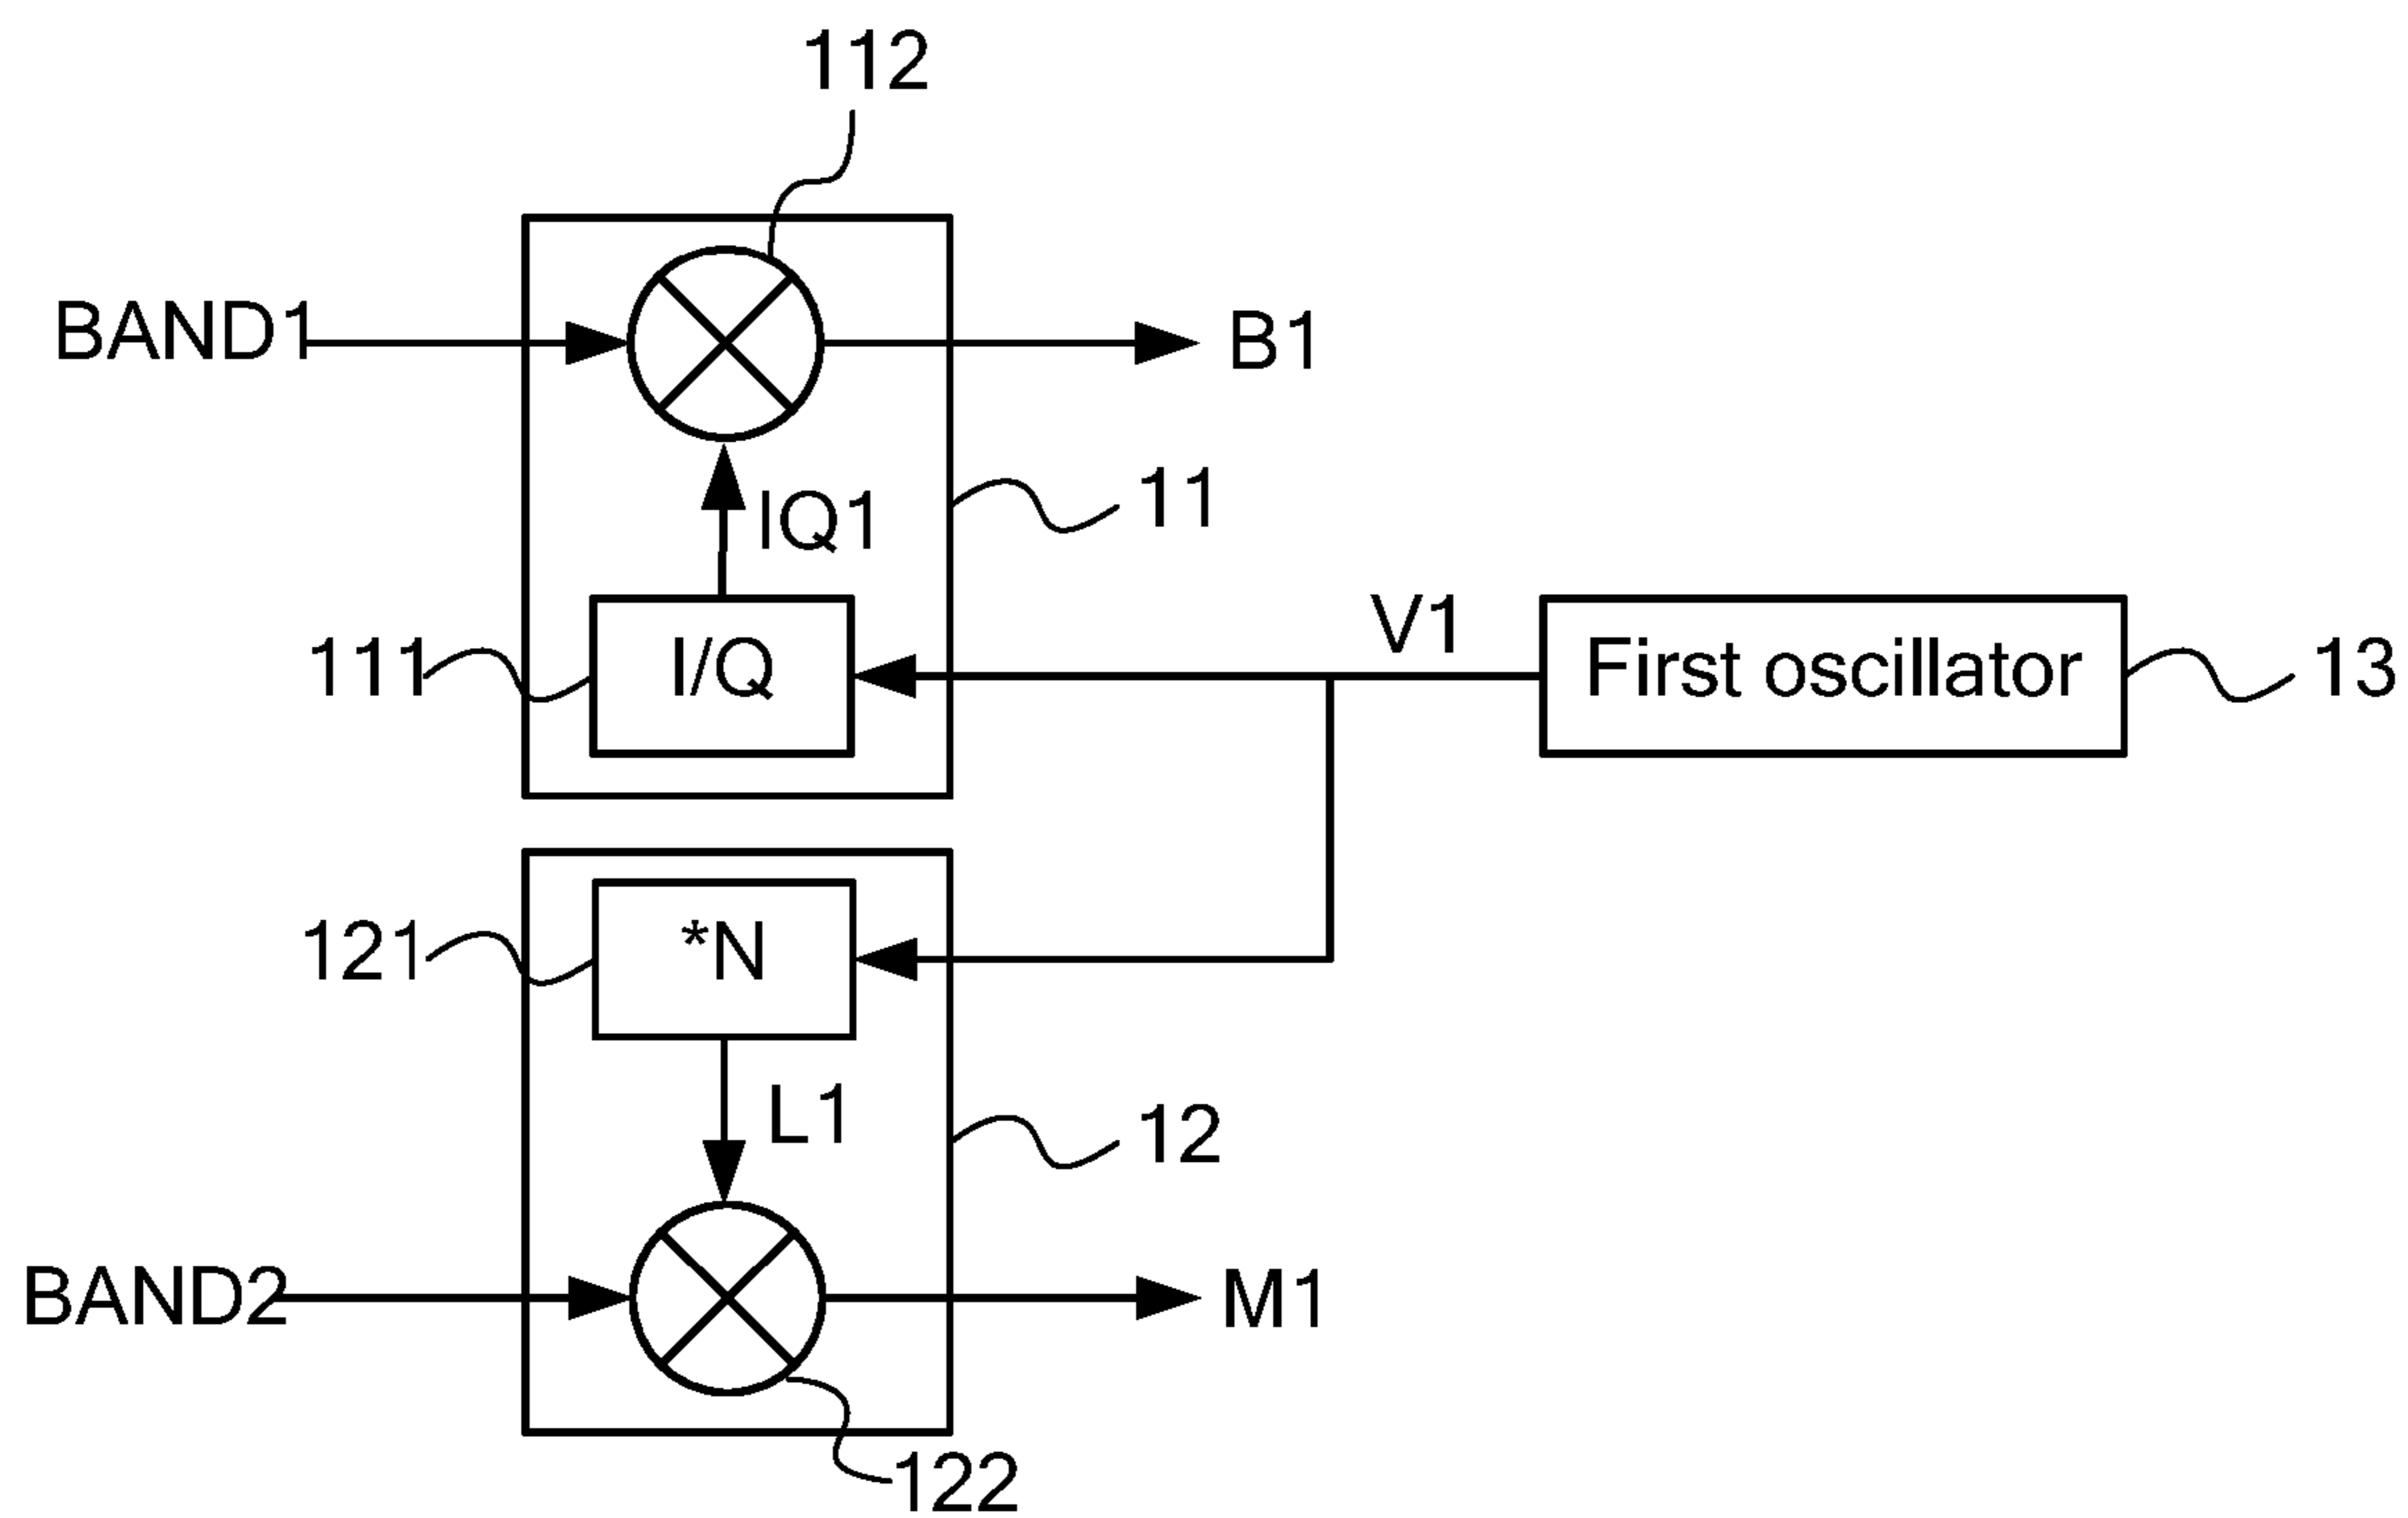 112
BAND1
B1
IQ1
11
V1
111
I/Q
First oscillator
13
121
*N
L1
12
BAND2
M1
122